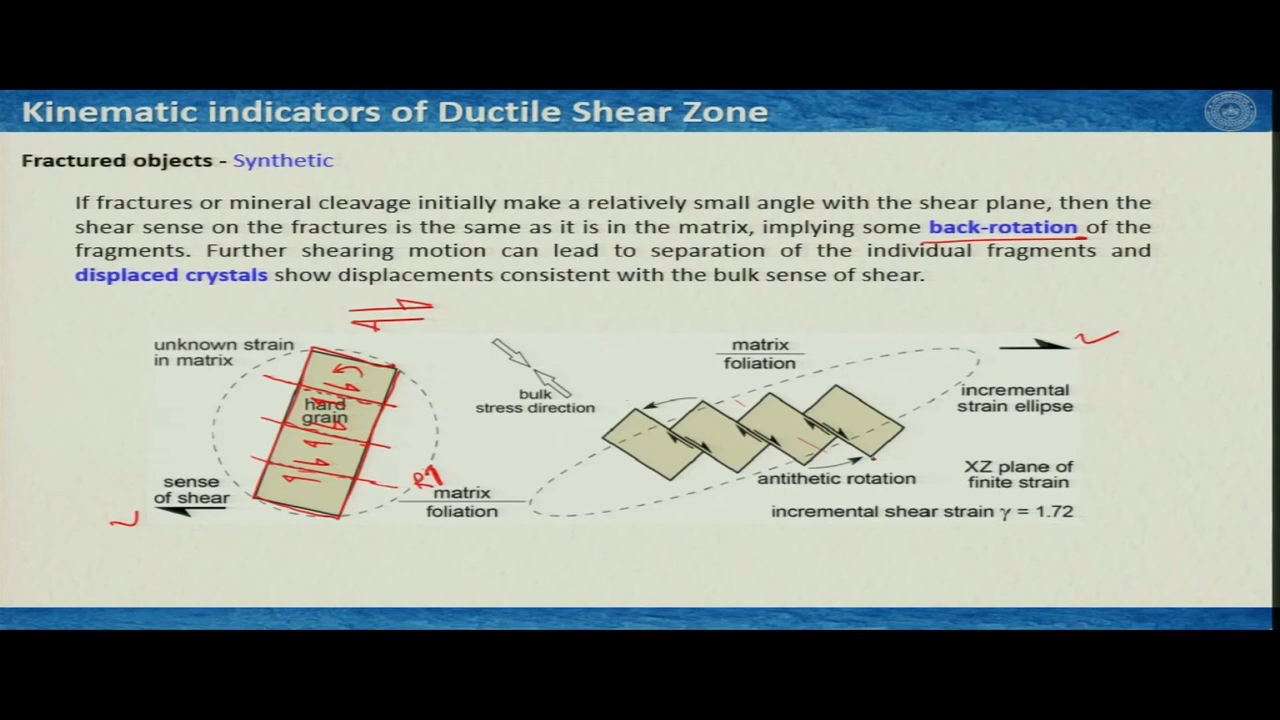 Kinematic indicators of Ductile Shear Zone
Fractured objects - Synthetic
If fractures or mineral cleavage initially make a relatively small angle with the shear plane, then the
shear sense on the fractures is the same as it is in the matrix, implying some back-rotation of the
fragments. Further shearing motion can lead to separation of the individual fragments and
displaced crystals show displacements consistent with the bulk sense of shear.
unknown strain
in matrix
hard
grain
sense
of shear
matrix
foliation
bulk
stress direction
matrix
foliation
antithetic rotation
incremental
strain ellipse
XZ plane of
finite strain
incremental shear strain γ = 1.72